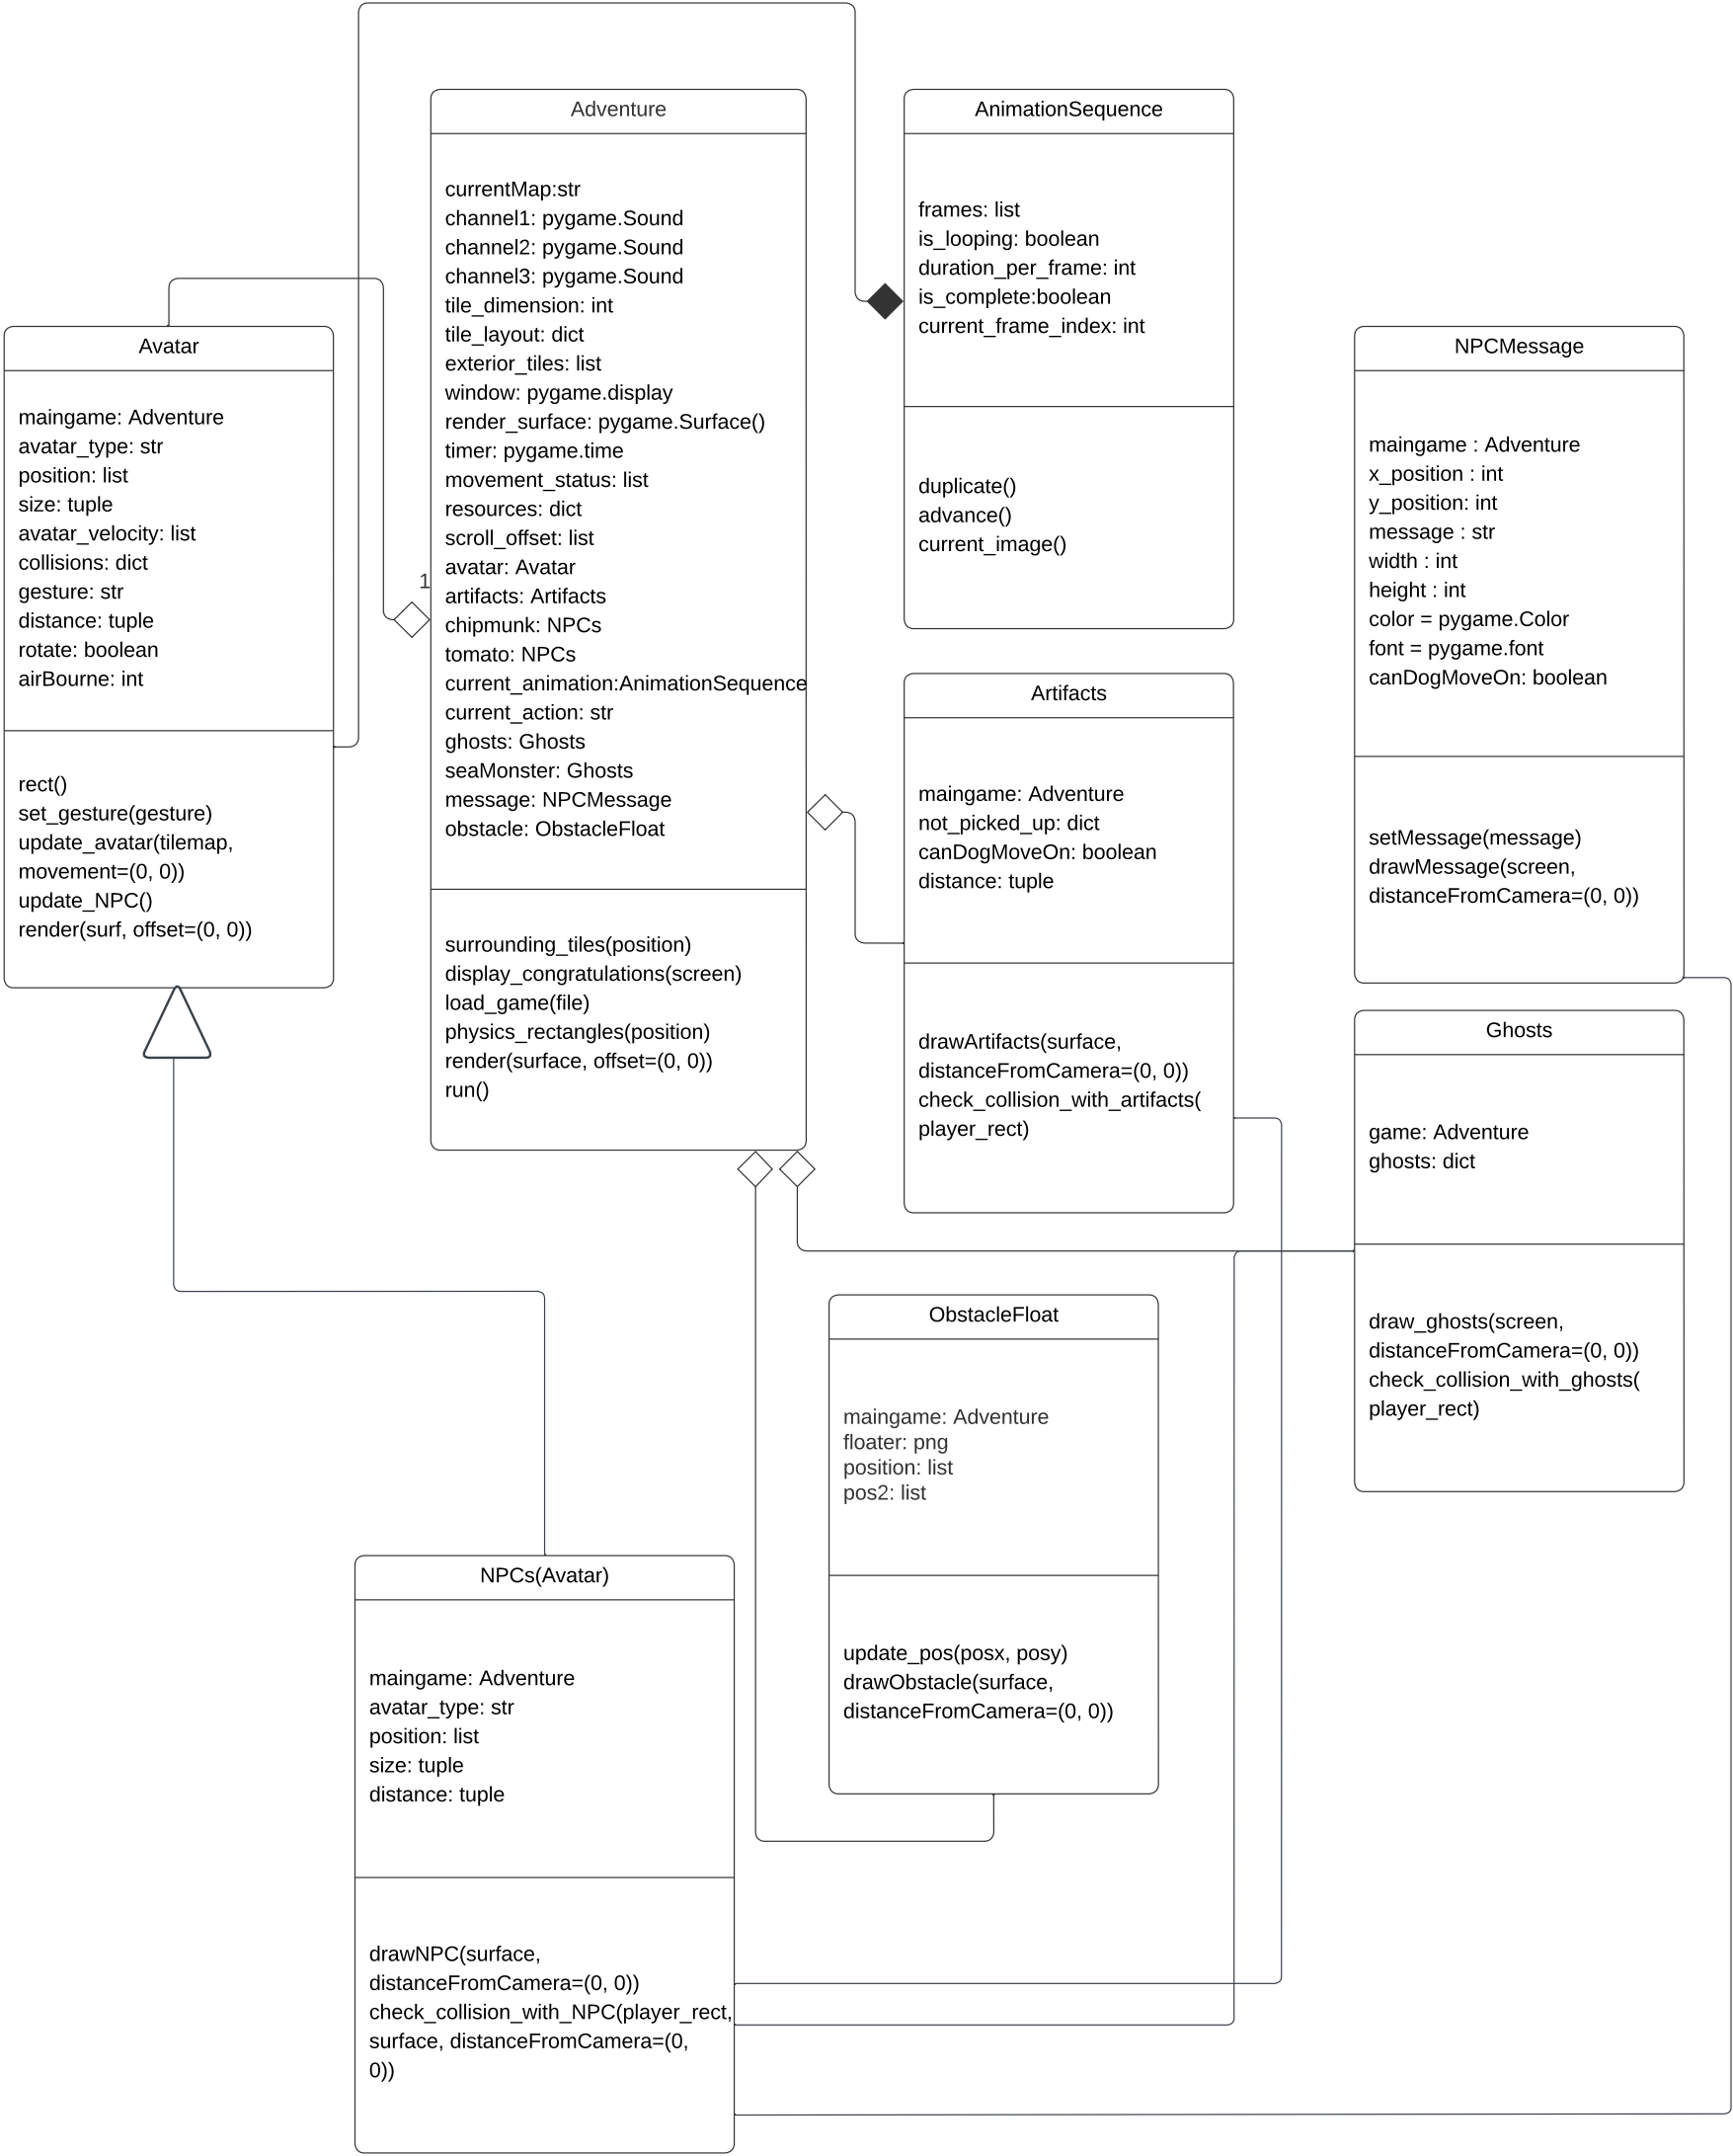 Adventure
currentMap:str
channel1: pygame.Sound
channel2: pygame.Sound
channel3: pygame.Sound
tile_dimension: int
tile_layout: dict
exterior_tiles: list
window: pygame.display
render_surface: pygame.Surface()
timer: pygame.time
movement_status: list
resources: dict
scroll_offset: list
avatar: Avatar
artifacts: Artifacts
chipmunk: NPCs
tomato: NPCs
current_animation:AnimationSequence
current_action: str
ghosts: Ghosts
seaMonster: Ghosts
message: NPCMessage
obstacle: ObstacleFloat
surrounding_tiles(position)
display_congratulations(screen)
load_game(file)
physics_rectangles(position)
render(surface, offset=(0, 0))
run()
AnimationSequence
frames: list
is_looping: boolean
duration_per_frame: int
is_complete:boolean
current_frame_index: int
duplicate()
advance()
current_image()
Avatar
maingame: Adventure
avatar_type: str
position: list
size: tuple
avatar_velocity: list
collisions: dict
gesture: str
distance: tuple
rotate: boolean
airBourne: int
rect()
set_gesture(gesture)
update_avatar(tilemap,
movement=(0, 0))
update_NPC()
render(surf, offset=(0, 0))
1
NPCMessage
maingame : Adventure
x_position : int
y_position: int
message : str
width : int
height : int
color = pygame.Color
font = pygame.font
canDogMoveOn: boolean
setMessage(message)
drawMessage(screen,
distanceFromCamera=(0, 0))
Artifacts
maingame: Adventure
not_picked_up: dict
canDogMoveOn: boolean
distance: tuple
drawArtifacts(surface,
distanceFromCamera=(0, 0))
check_collision_with_artifacts(
player_rect)
Ghosts
game: Adventure
ghosts: dict
draw_ghosts(screen,
distanceFromCamera=(0, 0))
check_collision_with_ghosts(
player_rect)
ObstacleFloat
maingame: Adventure
floater: png
position: list
pos2: list
update_pos(posx, posy)
drawObstacle(surface,
distanceFromCamera=(0, 0))
NPCs(Avatar)
maingame: Adventure
avatar_type: str
position: list
size: tuple
distance: tuple
drawNPC(surface,
distanceFromCamera=(0, 0))
check_collision_with_NPC(player_rect,
surface, distanceFromCamera=(0,
0))